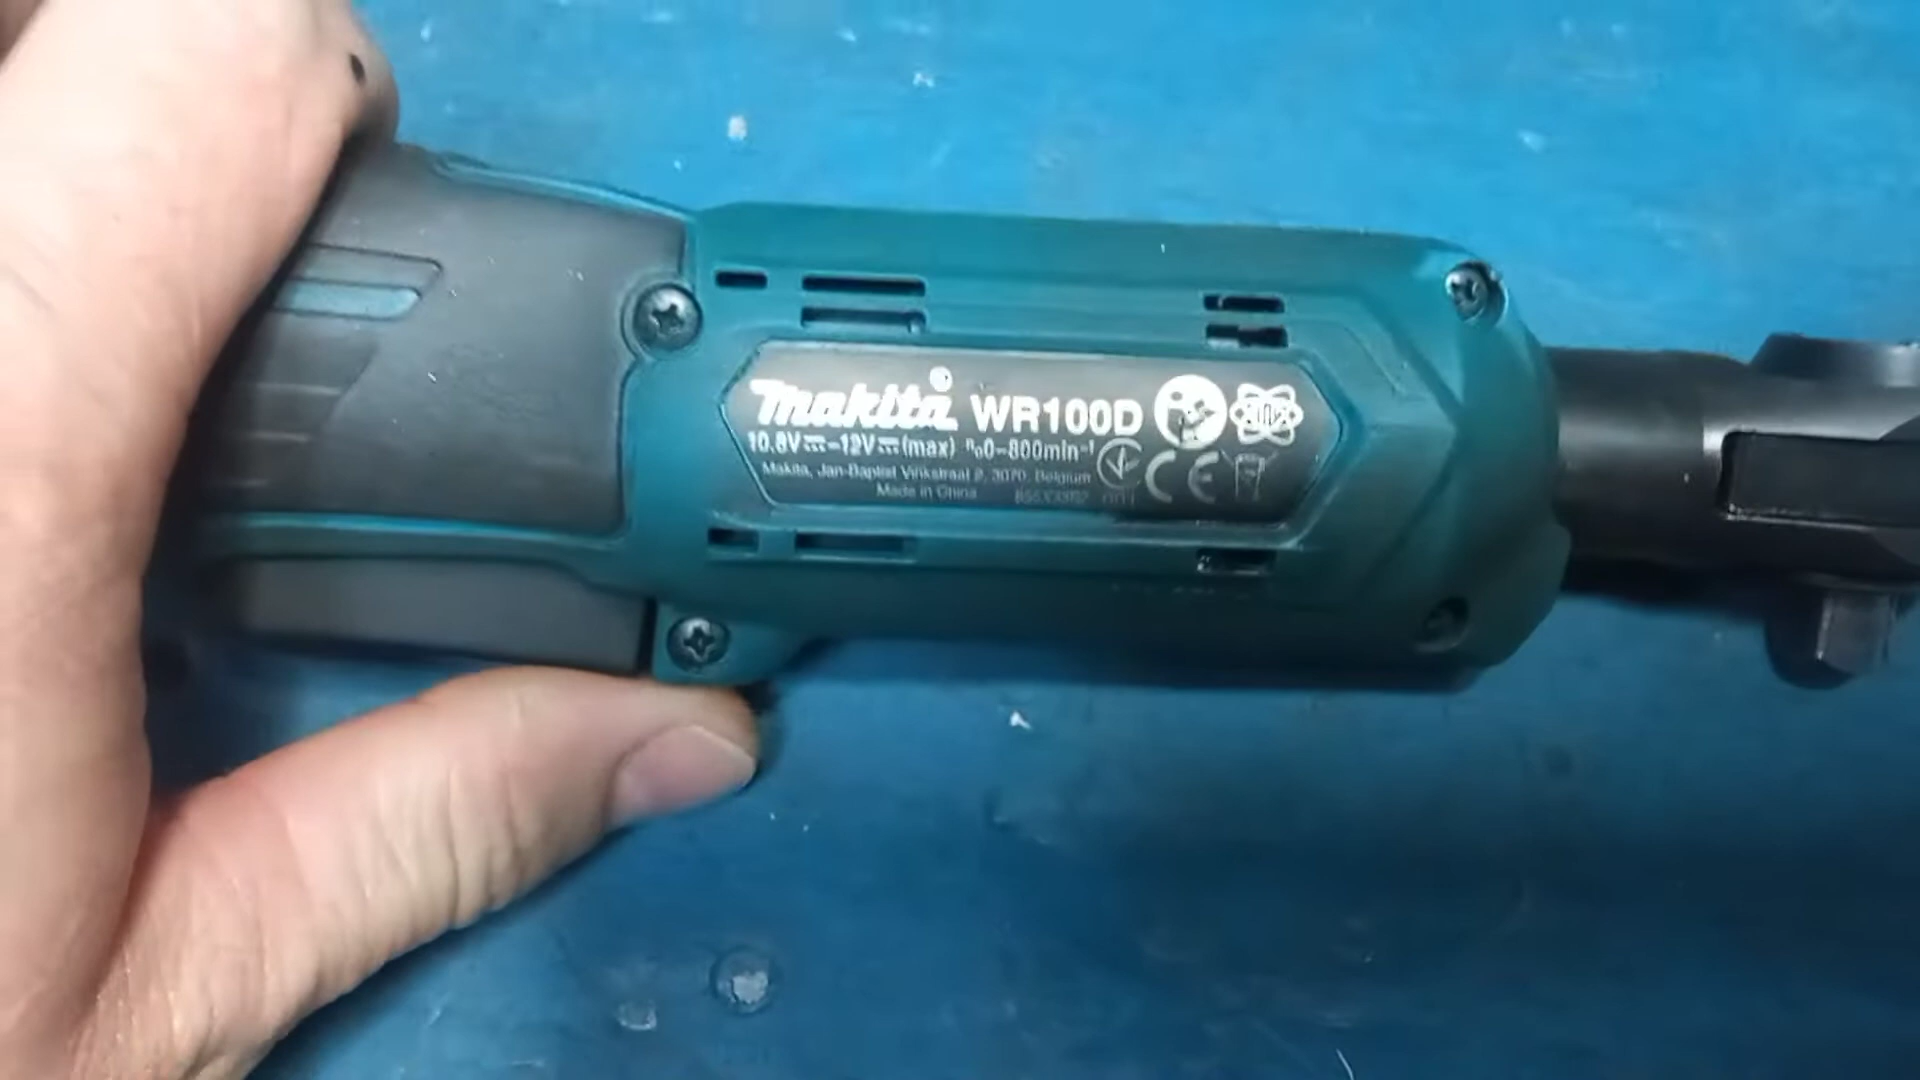 makita WR100D
10.8V⎓-12V⎓(max) n₀0-800min⁻¹
Makita, Jan-Baptist Vinkstraat 2, 3070, Belgium
Made in China
CE